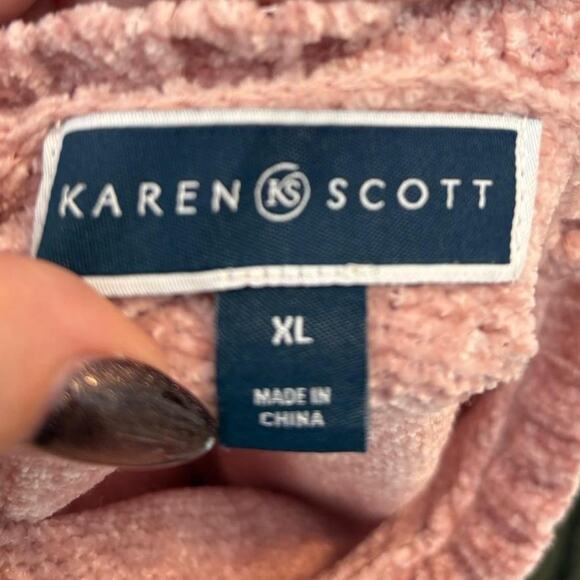 KAREN KS SCOTT
XL
MADE IN
CHINA